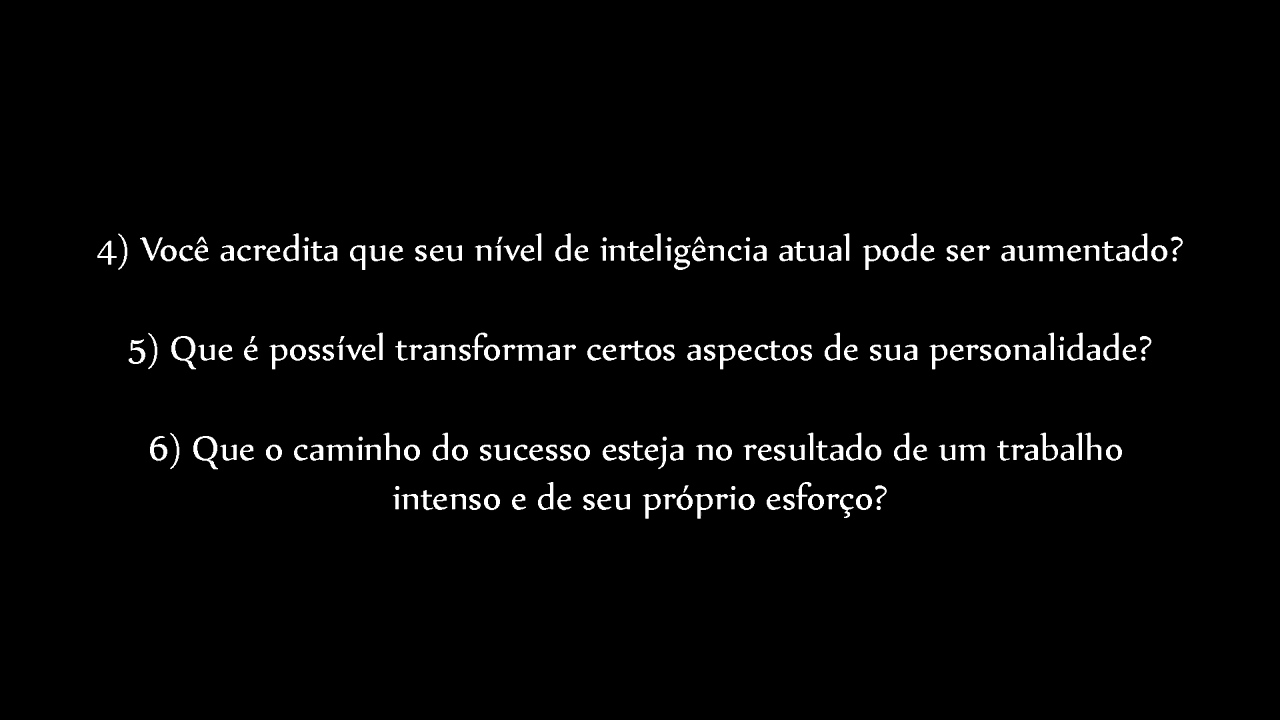 4) Você acredita que seu nível de inteligência atual pode ser aumentado?
5) Que é possível transformar certos aspectos de sua personalidade?
6) Que o caminho do sucesso esteja no resultado de um trabalho
intenso e de seu próprio esforço?